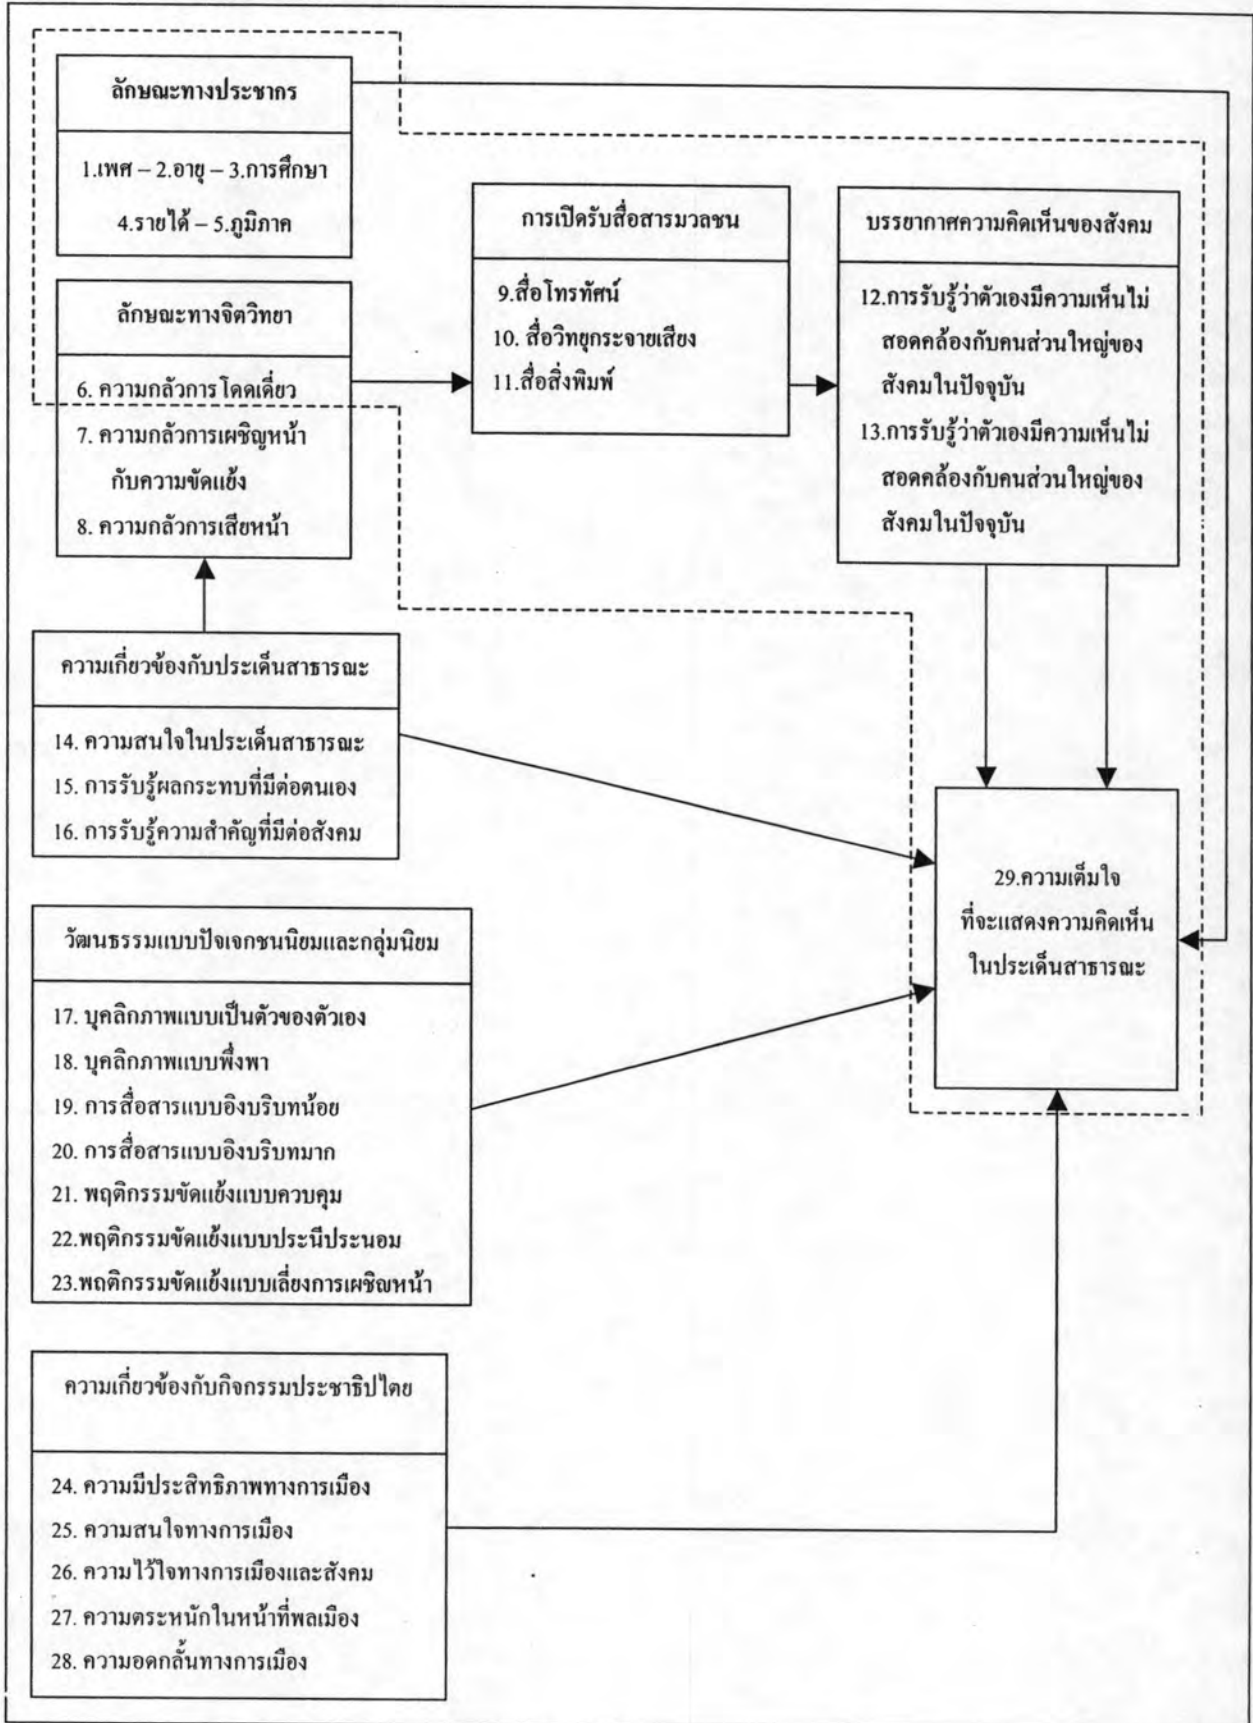 ลักษณะทางประชากร
1.เพศ – 2.อายุ – 3.การศึกษา
4.รายได้ – 5.ภูมิภาค
ลักษณะทางจิตวิทยา
6. ความกลัวการโดดเดี่ยว
7. ความกลัวการเผชิญหน้า
กับความขัดแย้ง
8. ความกลัวการเสียหน้า
การเปิดรับสื่อสารมวลชน
9.สื่อโทรทัศน์
10. สื่อวิทยุกระจายเสียง
11.สื่อสิ่งพิมพ์
บรรยากาศความคิดเห็นของสังคม
12.การรับรู้ว่าตัวเองมีความเห็นไม่
สอดคล้องกับคนส่วนใหญ่ของ
สังคมในปัจจุบัน
13.การรับรู้ว่าตัวเองมีความเห็นไม่
สอดคล้องกับคนส่วนใหญ่ของ
สังคมในปัจจุบัน
ความเกี่ยวข้องกับประเด็นสาธารณะ
14. ความสนใจในประเด็นสาธารณะ
15. การรับรู้ผลกระทบที่มีต่อตนเอง
16. การรับรู้ความสำคัญที่มีต่อสังคม
29.ความเต็มใจ
ที่จะแสดงความคิดเห็น
ในประเด็นสาธารณะ
วัฒนธรรมแบบปัจเจกชนนิยมและกลุ่มนิยม
17. บุคลิกภาพแบบเป็นตัวของตัวเอง
18. บุคลิกภาพแบบพึ่งพา
19. การสื่อสารแบบอิงบริบทน้อย
20. การสื่อสารแบบอิงบริบทมาก
21. พฤติกรรมขัดแย้งแบบควบคุม
22.พฤติกรรมขัดแย้งแบบประนีประนอม
23.พฤติกรรมขัดแย้งแบบเลี่ยงการเผชิญหน้า
ความเกี่ยวข้องกับกิจกรรมประชาธิปไตย
24. ความมีประสิทธิภาพทางการเมือง
25. ความสนใจทางการเมือง
26. ความไว้ใจทางการเมืองและสังคม
27. ความตระหนักในหน้าที่พลเมือง
28. ความอดกลั้นทางการเมือง